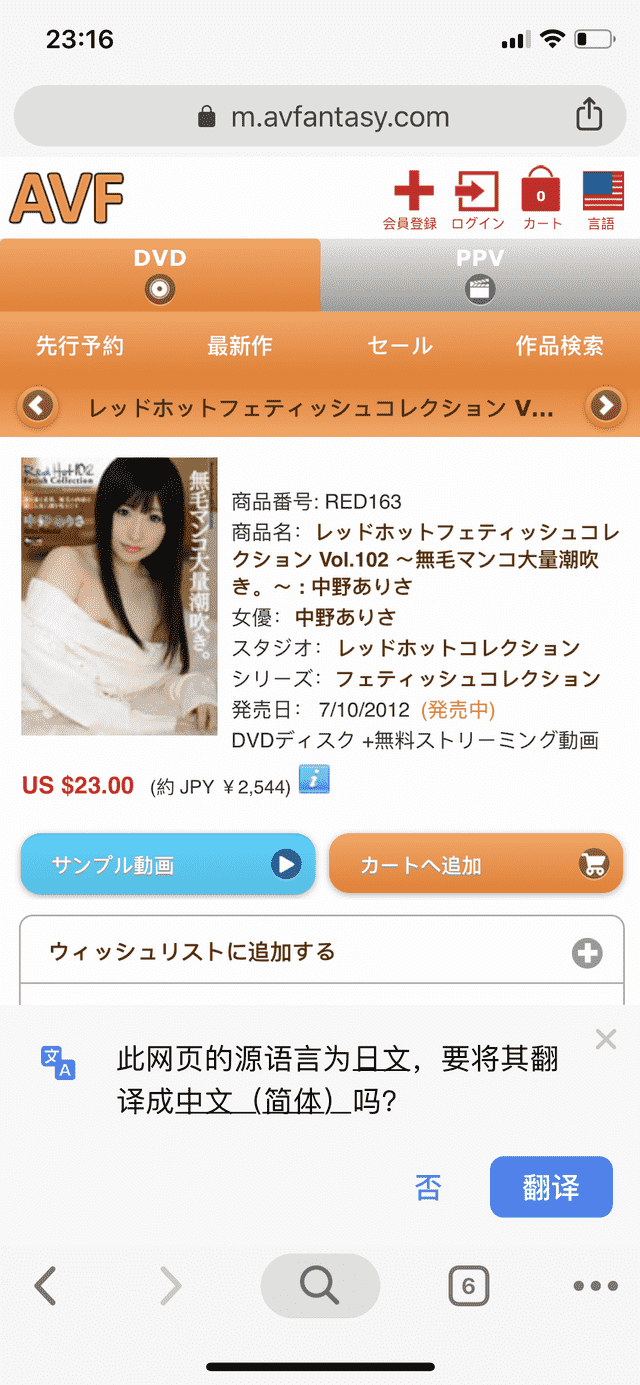 23:16
m.avfantasy.com
AVF
会員登録 ログイン 0 カート 言語
DVD PPV
先行予約 最新作 セール 作品検索
レッドホットフェティッシュコレクション V...
Red Hot 102
Fetish Collection
無毛マンコ大量潮吹き。
商品番号: RED163
商品名: レッドホットフェティッシュコレ
クション Vol.102 ～無毛マンコ大量潮吹
き。～ : 中野ありさ
女優: 中野ありさ
スタジオ: レッドホットコレクション
シリーズ: フェティッシュコレクション
発売日: 7/10/2012 (発売中)
DVDディスク +無料ストリーミング動画
US $23.00 (約 JPY ￥2,544) i
サンプル動画 カートへ追加
ウィッシュリストに追加する
文A
此网页的源语言为日文，要将其翻
译成中文（简体）吗?
否 翻译
6